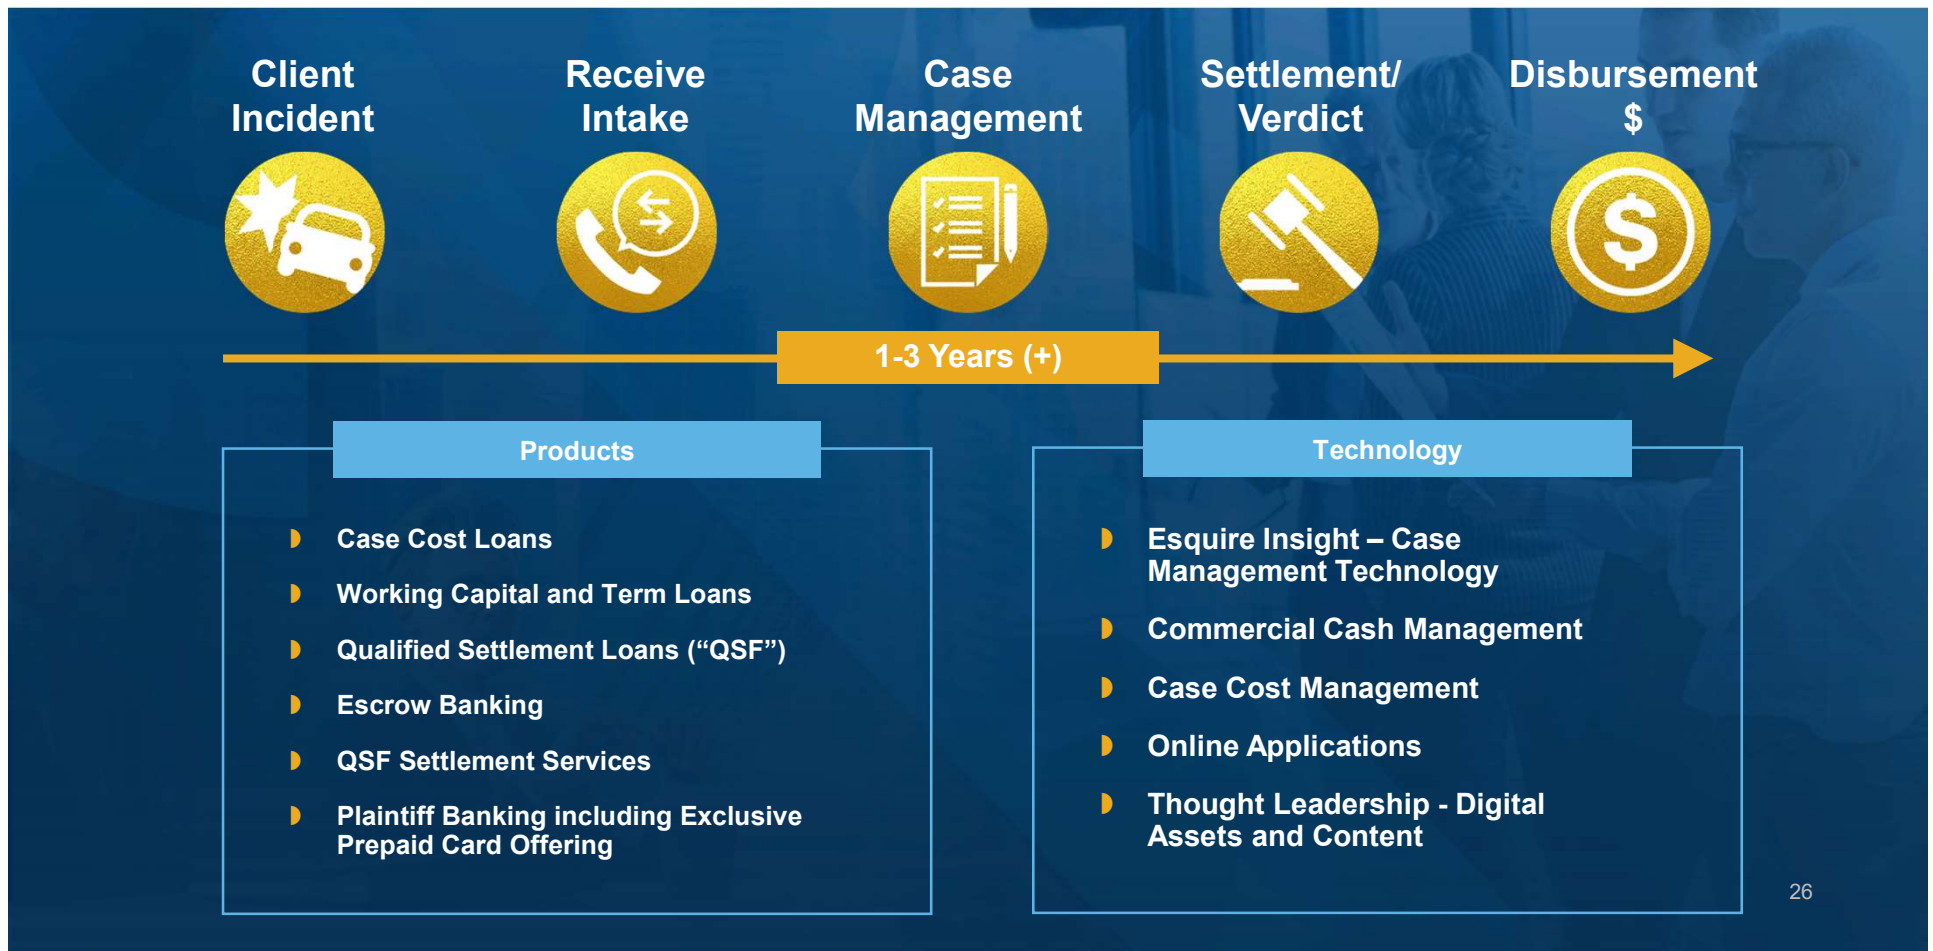 Client
Incident
Receive
Intake
Case
Management
Settlement/
Verdict
Disbursement
$
$
1-3 Years (+)
Products
Case Cost Loans
Working Capital and Term Loans
Qualified Settlement Loans (“QSF”)
Escrow Banking
QSF Settlement Services
Plaintiff Banking including Exclusive
Prepaid Card Offering
Technology
Esquire Insight – Case
Management Technology
Commercial Cash Management
Case Cost Management
Online Applications
Thought Leadership - Digital
Assets and Content
26